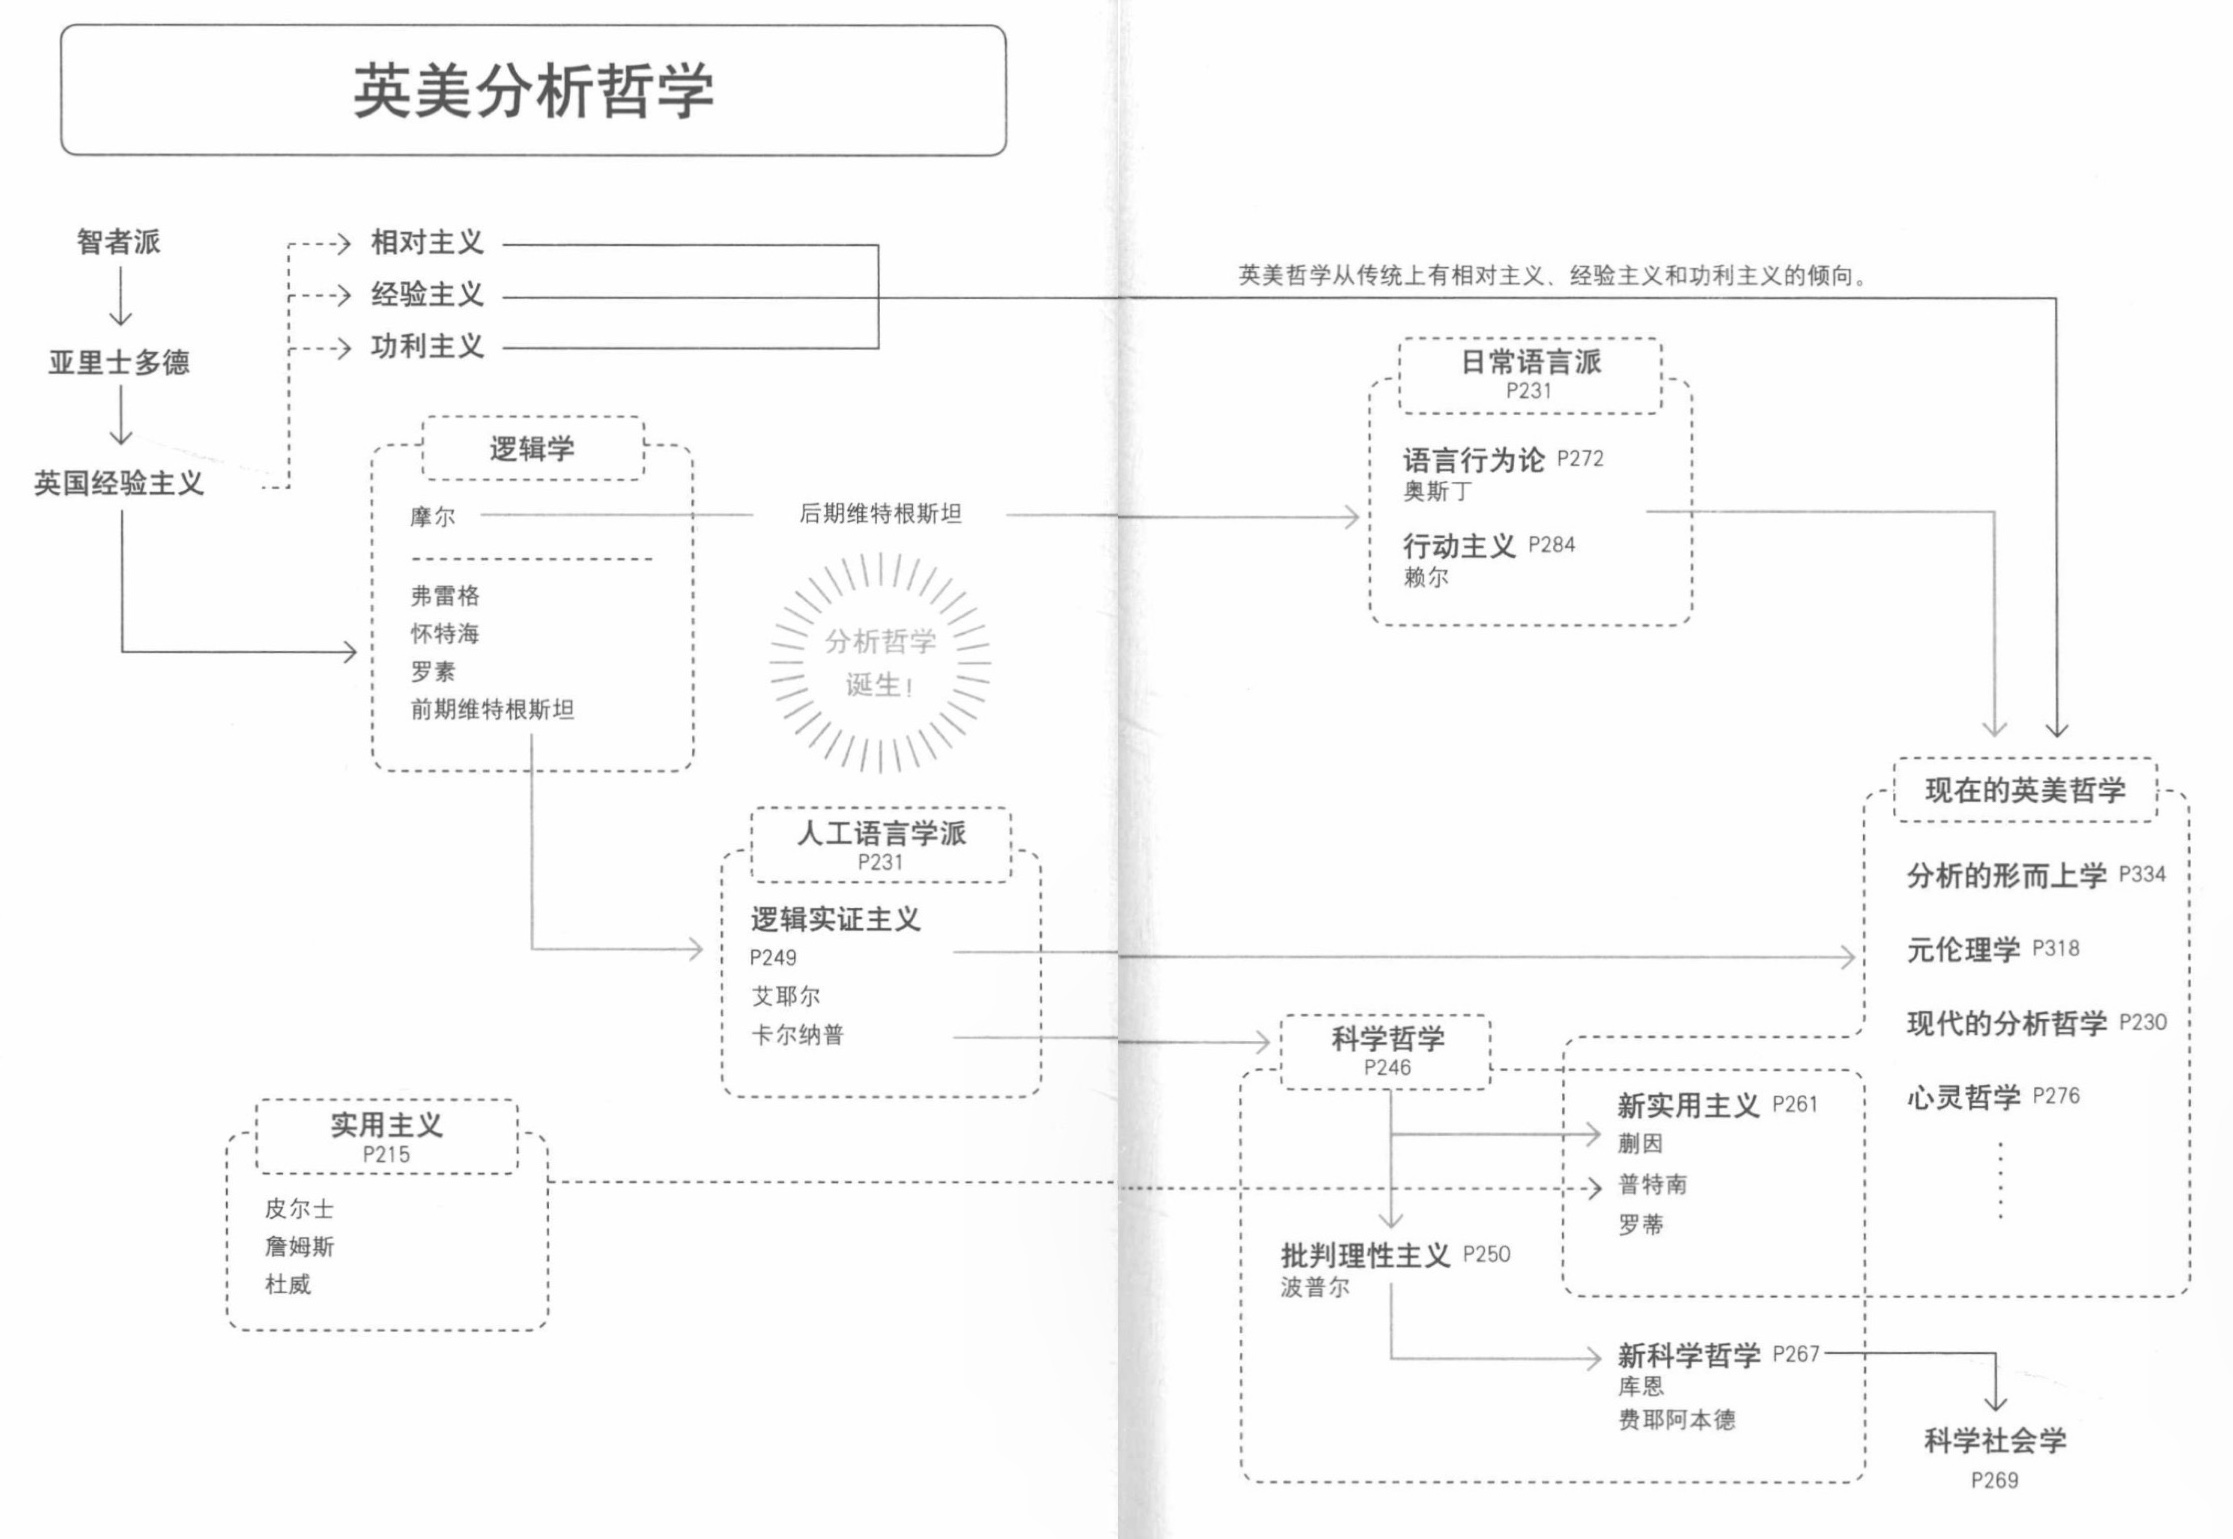 英美分析哲学
智者派
亚里士多德
英国经验主义
相对主义
经验主义
功利主义
英美哲学从传统上有相对主义、经验主义和功利主义的倾向。
逻辑学
摩尔
弗雷格
怀特海
罗素
前期维特根斯坦
后期维特根斯坦
分析哲学
诞生!
日常语言派
P231
语言行为论 P272
奥斯丁
行动主义 P284
赖尔
人工语言学派
P231
逻辑实证主义
P249
艾耶尔
卡尔纳普
实用主义
P215
皮尔士
詹姆斯
杜威
科学哲学
P246
新实用主义 P261
蒯因
普特南
罗蒂
批判理性主义 P250
波普尔
新科学哲学 P267
库恩
费耶阿本德
现在的英美哲学
分析的形而上学 P334
元伦理学 P318
现代的分析哲学 P230
心灵哲学 P276
科学社会学
P269